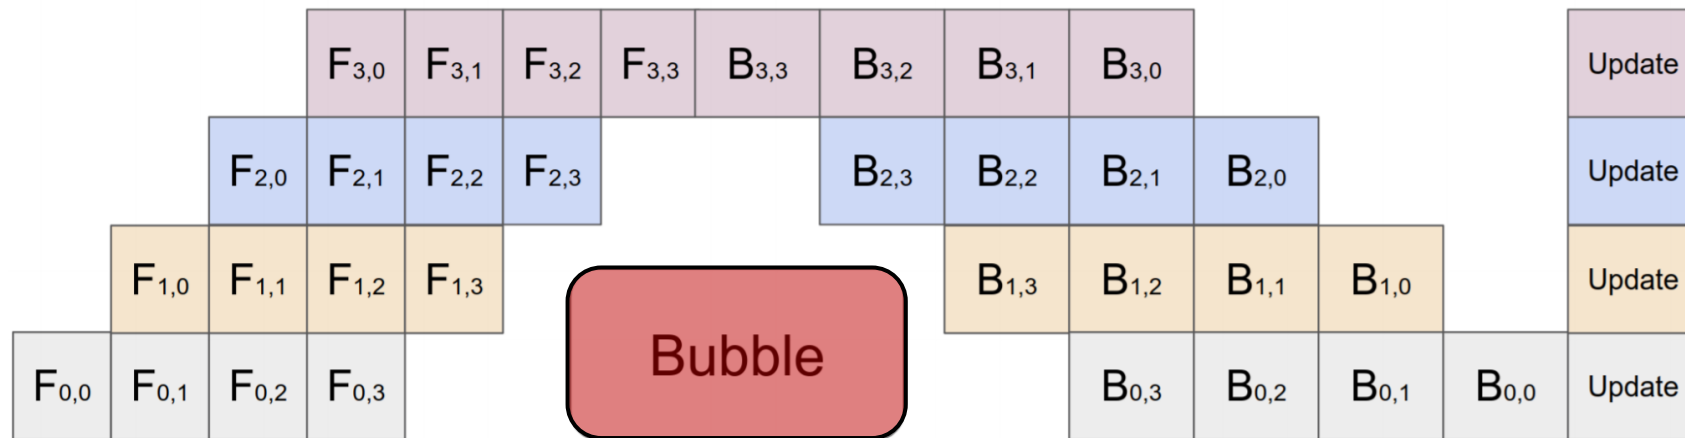 F3,0 F3,1 F3,2 F3,3 B3,3 B3,2 B3,1 B3,0 Update
F2,0 F2,1 F2,2 F2,3 B2,3 B2,2 B2,1 B2,0 Update
F1,0 F1,1 F1,2 F1,3 B1,3 B1,2 B1,1 B1,0 Update
Bubble
F0,0 F0,1 F0,2 F0,3 B0,3 B0,2 B0,1 B0,0 Update